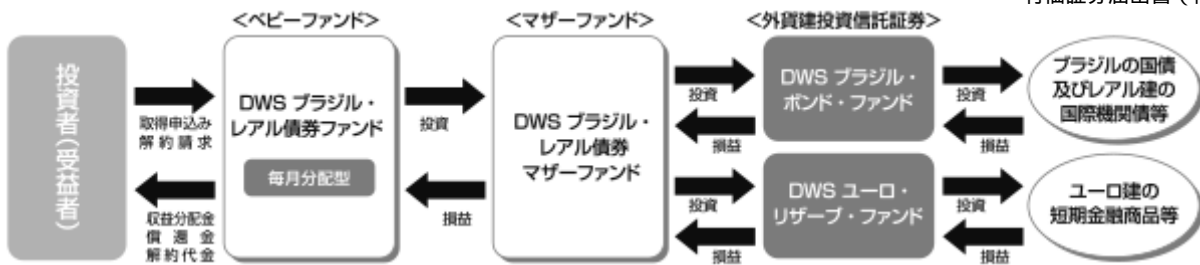 <ベビーファンド>
<マザーファンド>
<外貨建投資信託証券>
投資者(受益者)
取得申込み
解約請求
収益分配金
償還金
解約代金
DWS ブラジル・
レアル債券ファンド
毎月分配型
投資
損益
DWS ブラジル・
レアル債券
マザーファンド
投資
損益
投資
損益
DWS ブラジル・
ボンド・ファンド
DWS ユーロ・
リザーブ・ファンド
投資
損益
投資
損益
ブラジルの国債
及びレアル建の
国際機関債等
ユーロ建の
短期金融商品等